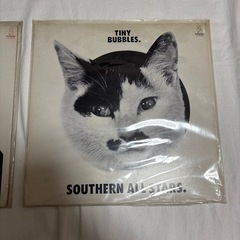 TINY
BUBBLES.
SOUTHERN ALL STARS.